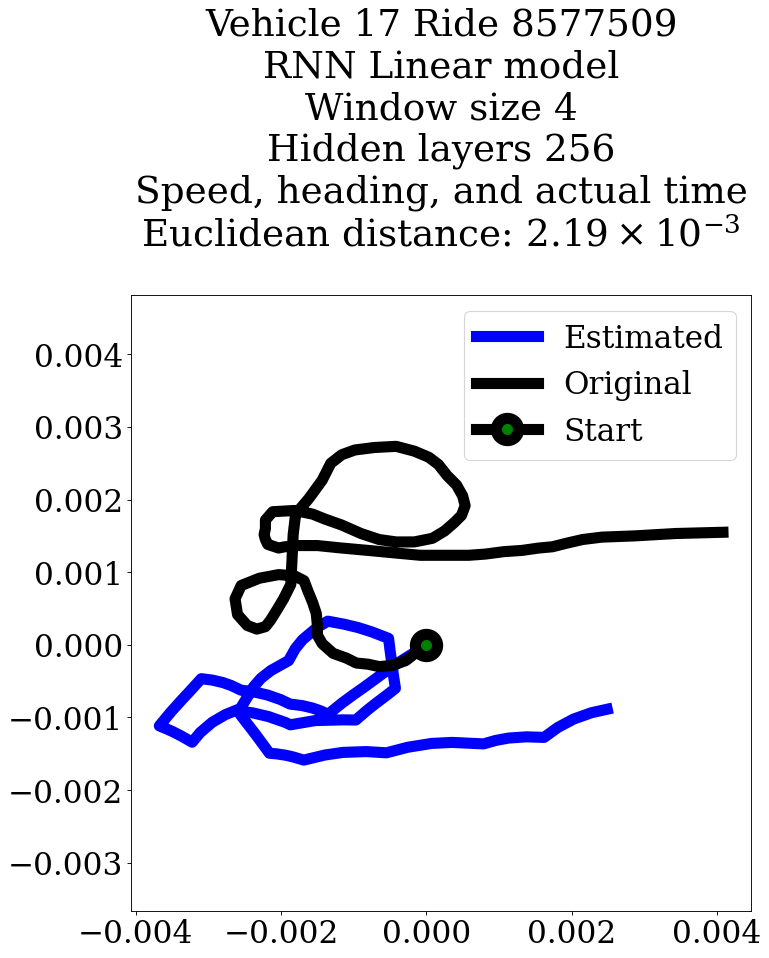 Vehicle 17 Ride 8577509
RNN Linear model
Window size 4
Hidden layers 256
Speed, heading, and actual time
Euclidean distance: 2.19 × 10⁻³
Estimated
Original
Start
0.004
0.003
0.002
0.001
0.000
−0.001
−0.002
−0.003
−0.004 −0.002 0.000 0.002 0.004